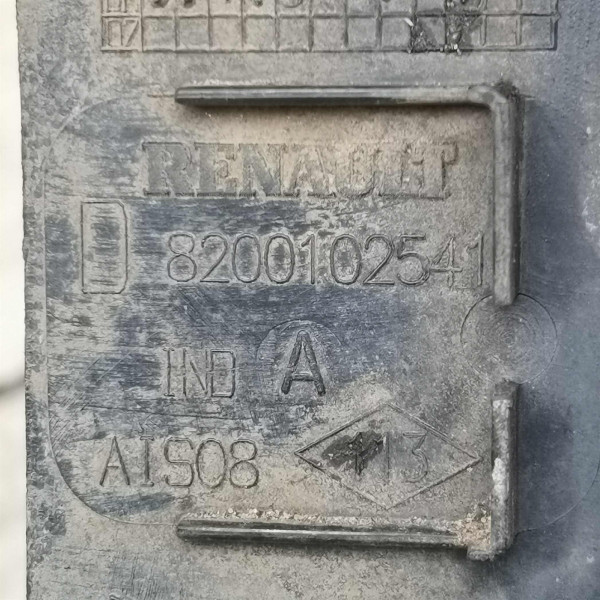 RENAULT
D 8200102541
IND A
AIS08 113